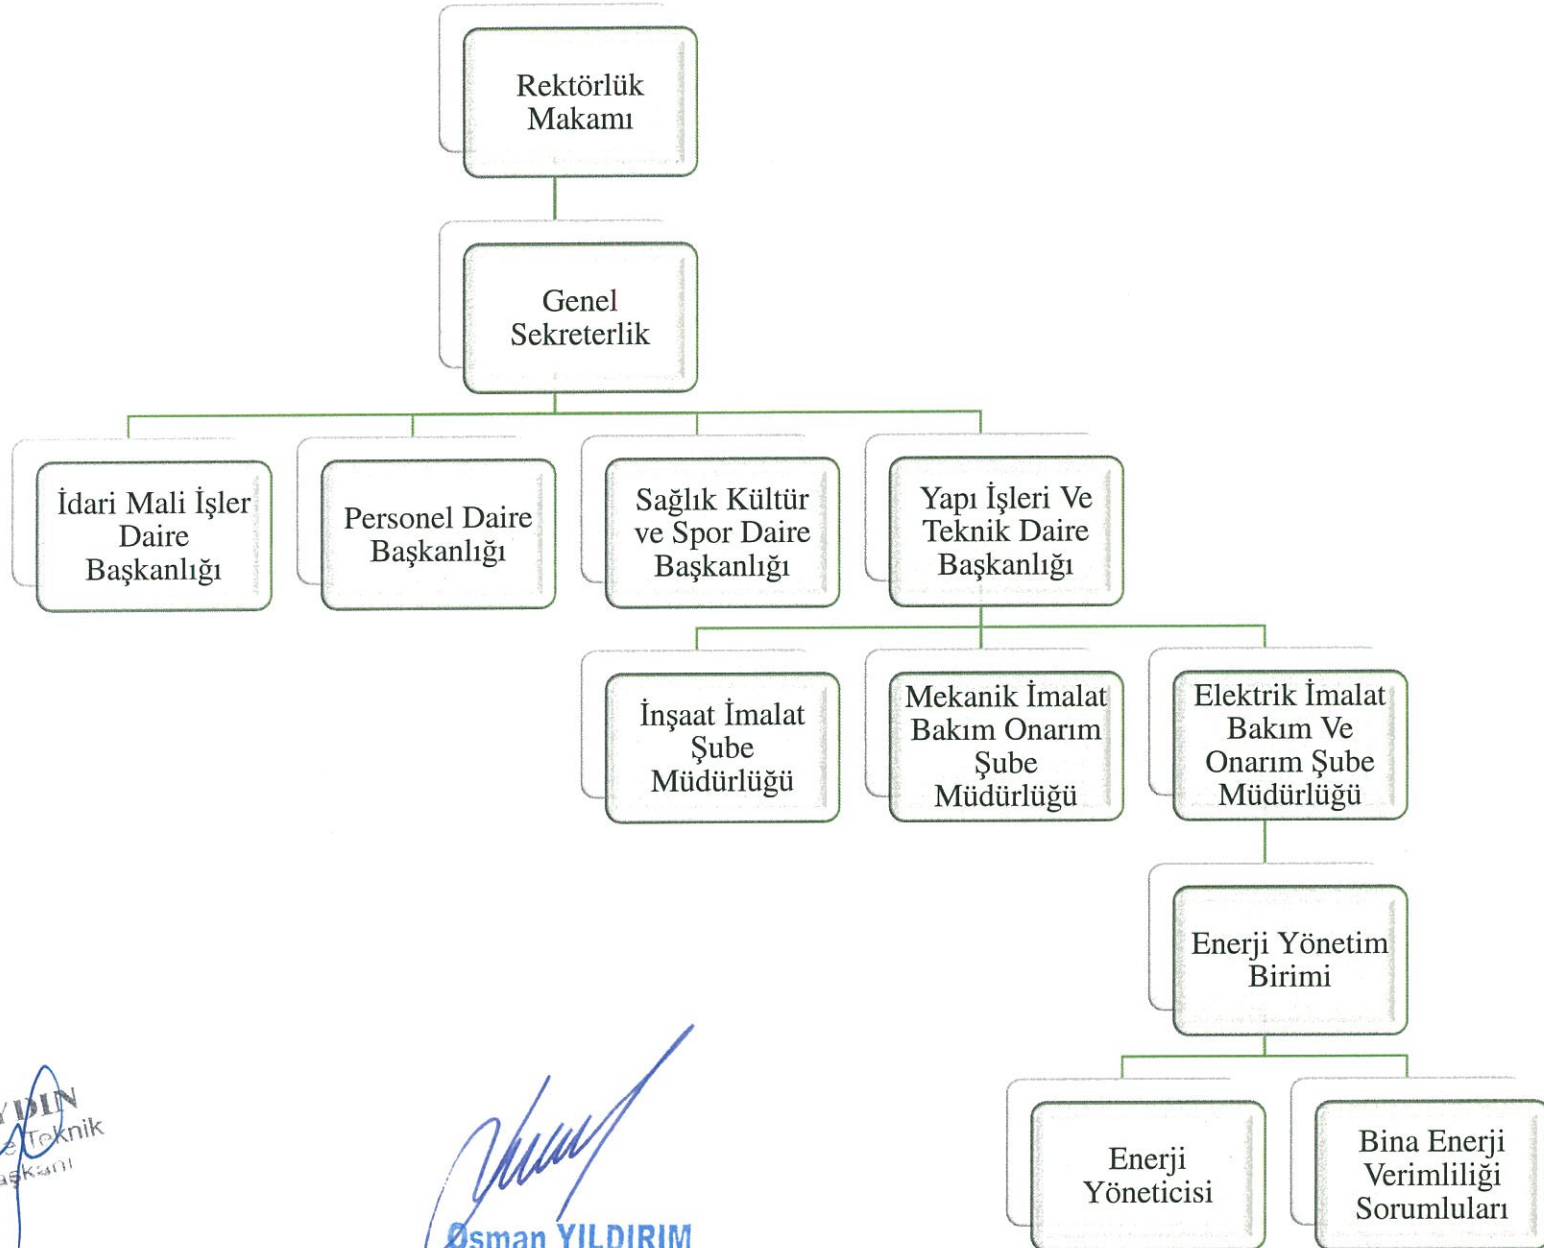 Rektörlük
Makamı
Genel
Sekreterlik
İdari Mali İşler
Daire
Başkanlığı
Personel Daire
Başkanlığı
Sağlık Kültür
ve Spor Daire
Başkanlığı
Yapı İşleri Ve
Teknik Daire
Başkanlığı
İnşaat İmalat
Şube
Müdürlüğü
Mekanik İmalat
Bakım Onarım
Şube
Müdürlüğü
Elektrik İmalat
Bakım Ve
Onarım Şube
Müdürlüğü
Enerji Yönetim
Birimi
Enerji
Yöneticisi
Bina Enerji
Verimliliği
Sorumluları
Teknik
Osman YILDIRIM